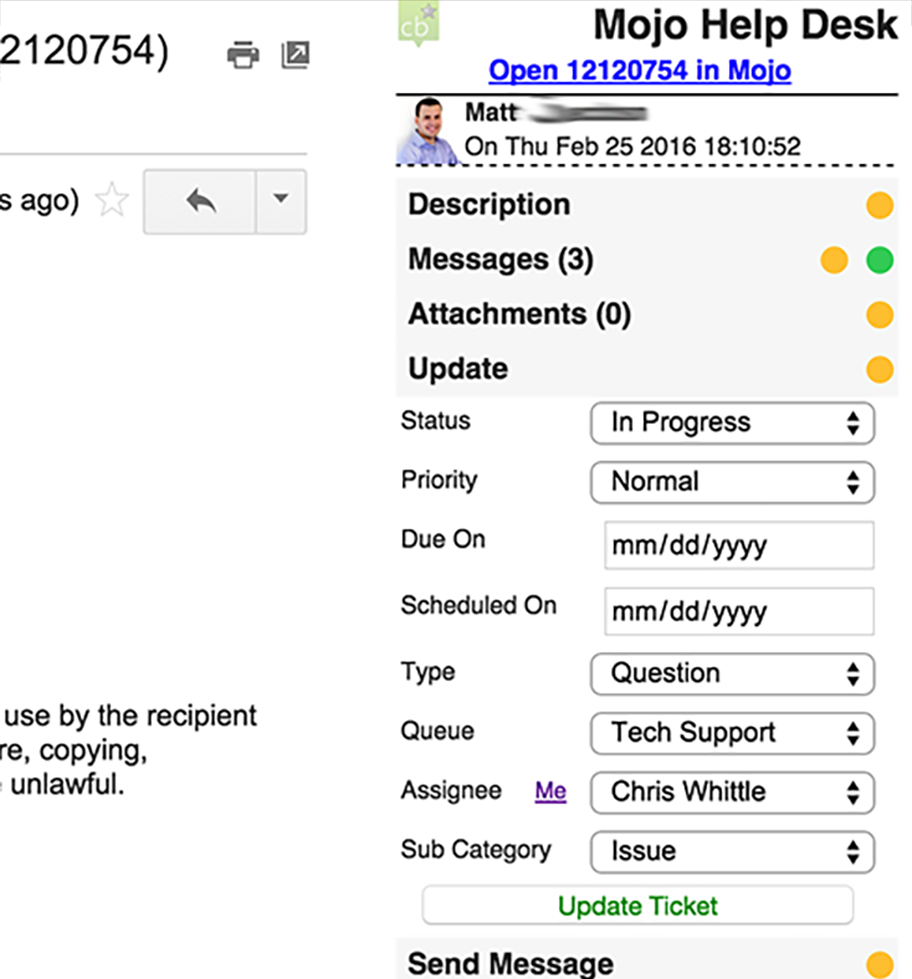 2120754)
s ago)
use by the recipient
re, copying,
unlawful.
cb
Mojo Help Desk
Open 12120754 in Mojo
Matt
On Thu Feb 25 2016 18:10:52
Description
Messages (3)
Attachments (0)
Update
Status In Progress
Priority Normal
Due On mm/dd/yyyy
Scheduled On mm/dd/yyyy
Type Question
Queue Tech Support
Assignee Me Chris Whittle
Sub Category Issue
Update Ticket
Send Message